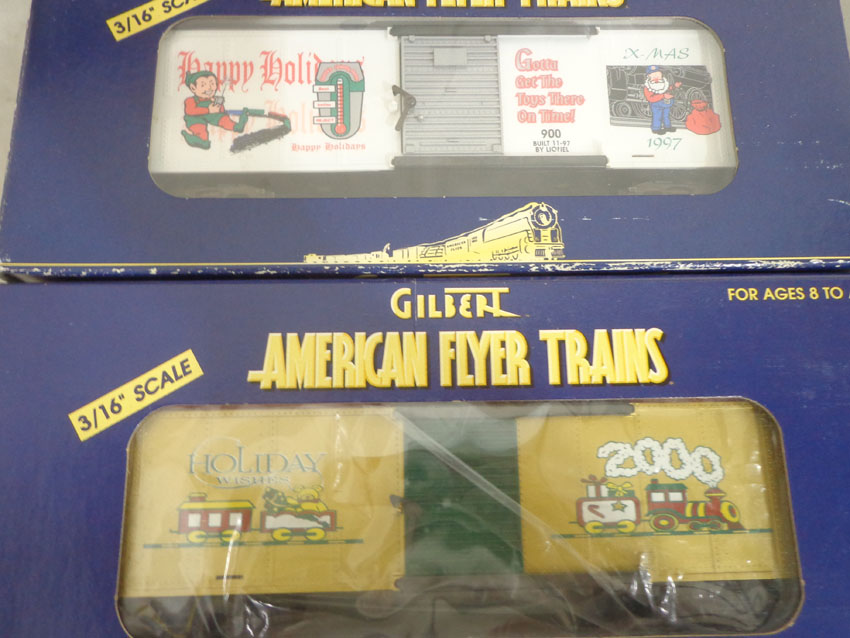 AMERICAN FLYER TRAINS
3/16" SCALE
Happy Holidays
Happy Holidays
Gotta
Get The
Toys There
On Time!
900
BUILT 11-97
BY LIONEL
X-MAS
1997
GILBERT
FOR AGES 8 TO
AMERICAN FLYER TRAINS
3/16" SCALE
HOLIDAY
WISHES
2000